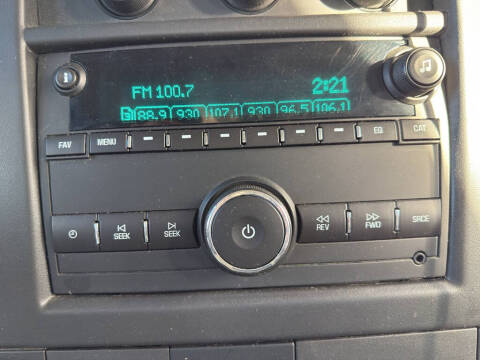 FM 100.7 2:21
88.9 930 107.1 930 96.5 106.1
FAV MENU EQ CAT
SEEK SEEK REV FWD SRCE